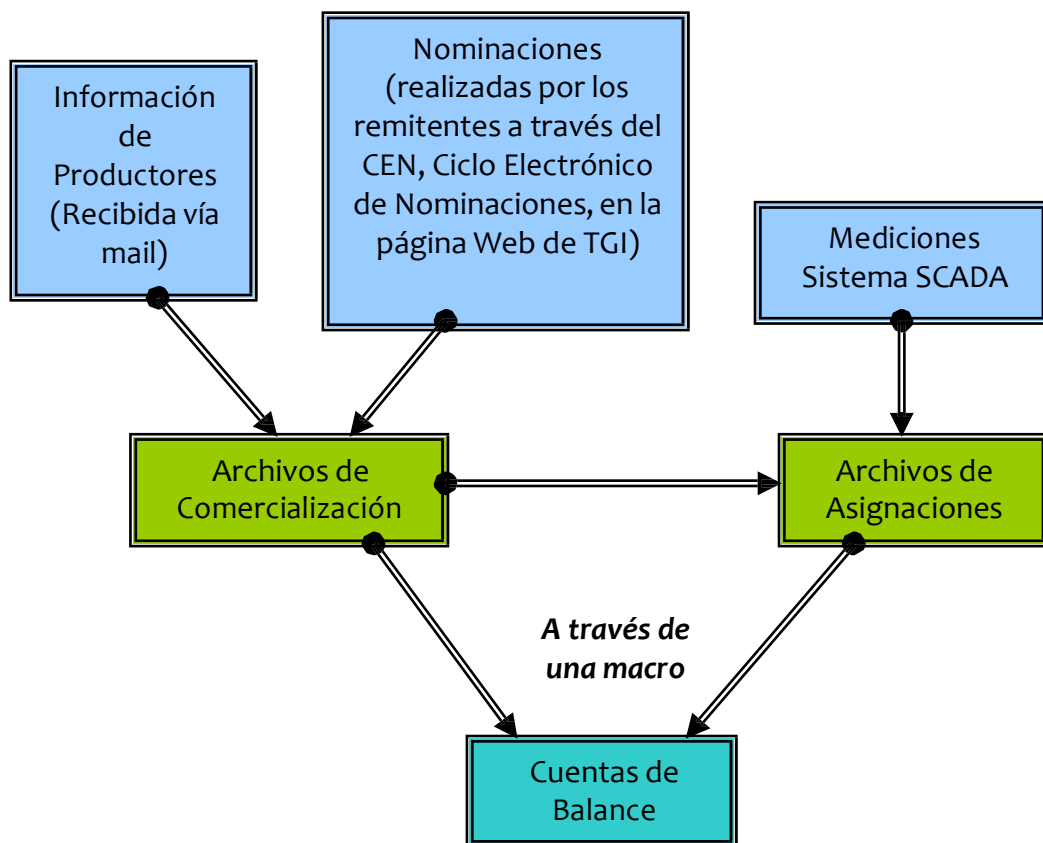 Información
de
Productores
(Recibida vía
mail)
Nominaciones
(realizadas por los
remitentes a través del
CEN, Ciclo Electrónico
de Nominaciones, en la
página Web de TGI)
Mediciones
Sistema SCADA
Archivos de
Comercialización
Archivos de
Asignaciones
A través de
una macro
Cuentas de
Balance